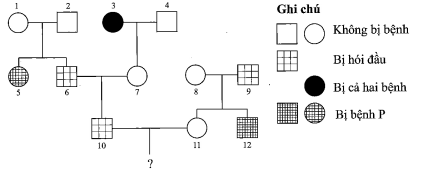 1 2 3 4 Ghi chú
Không bị bệnh
Bị hói đầu
5 6 7 8 9
Bị cả hai bệnh
Bị bệnh P
10 11 12
?